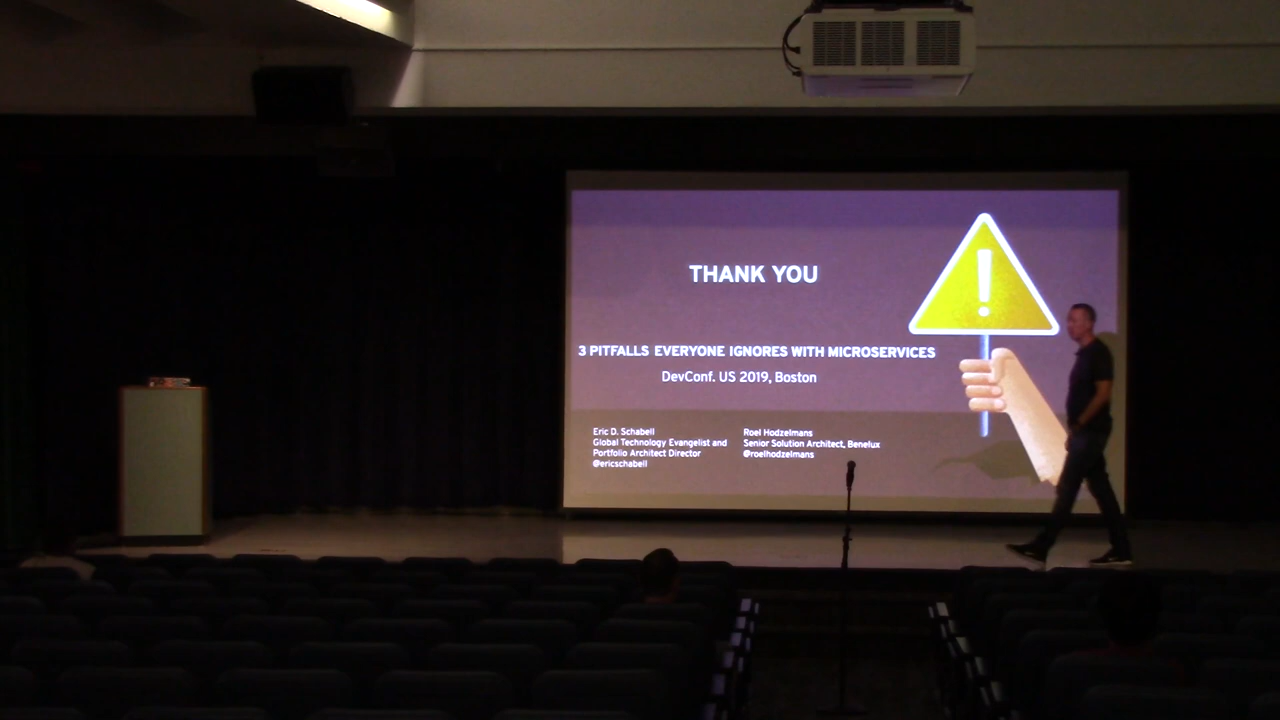 THANK YOU
!
3 PITFALLS EVERYONE IGNORES WITH MICROSERVICES
DevConf. US 2019, Boston
Eric D. Schabell
Global Technology Evangelist and
Portfolio Architect Director
@ericschabell
Roel Hodzelmans
Senior Solution Architect, Benelux
@roelhodzelmans